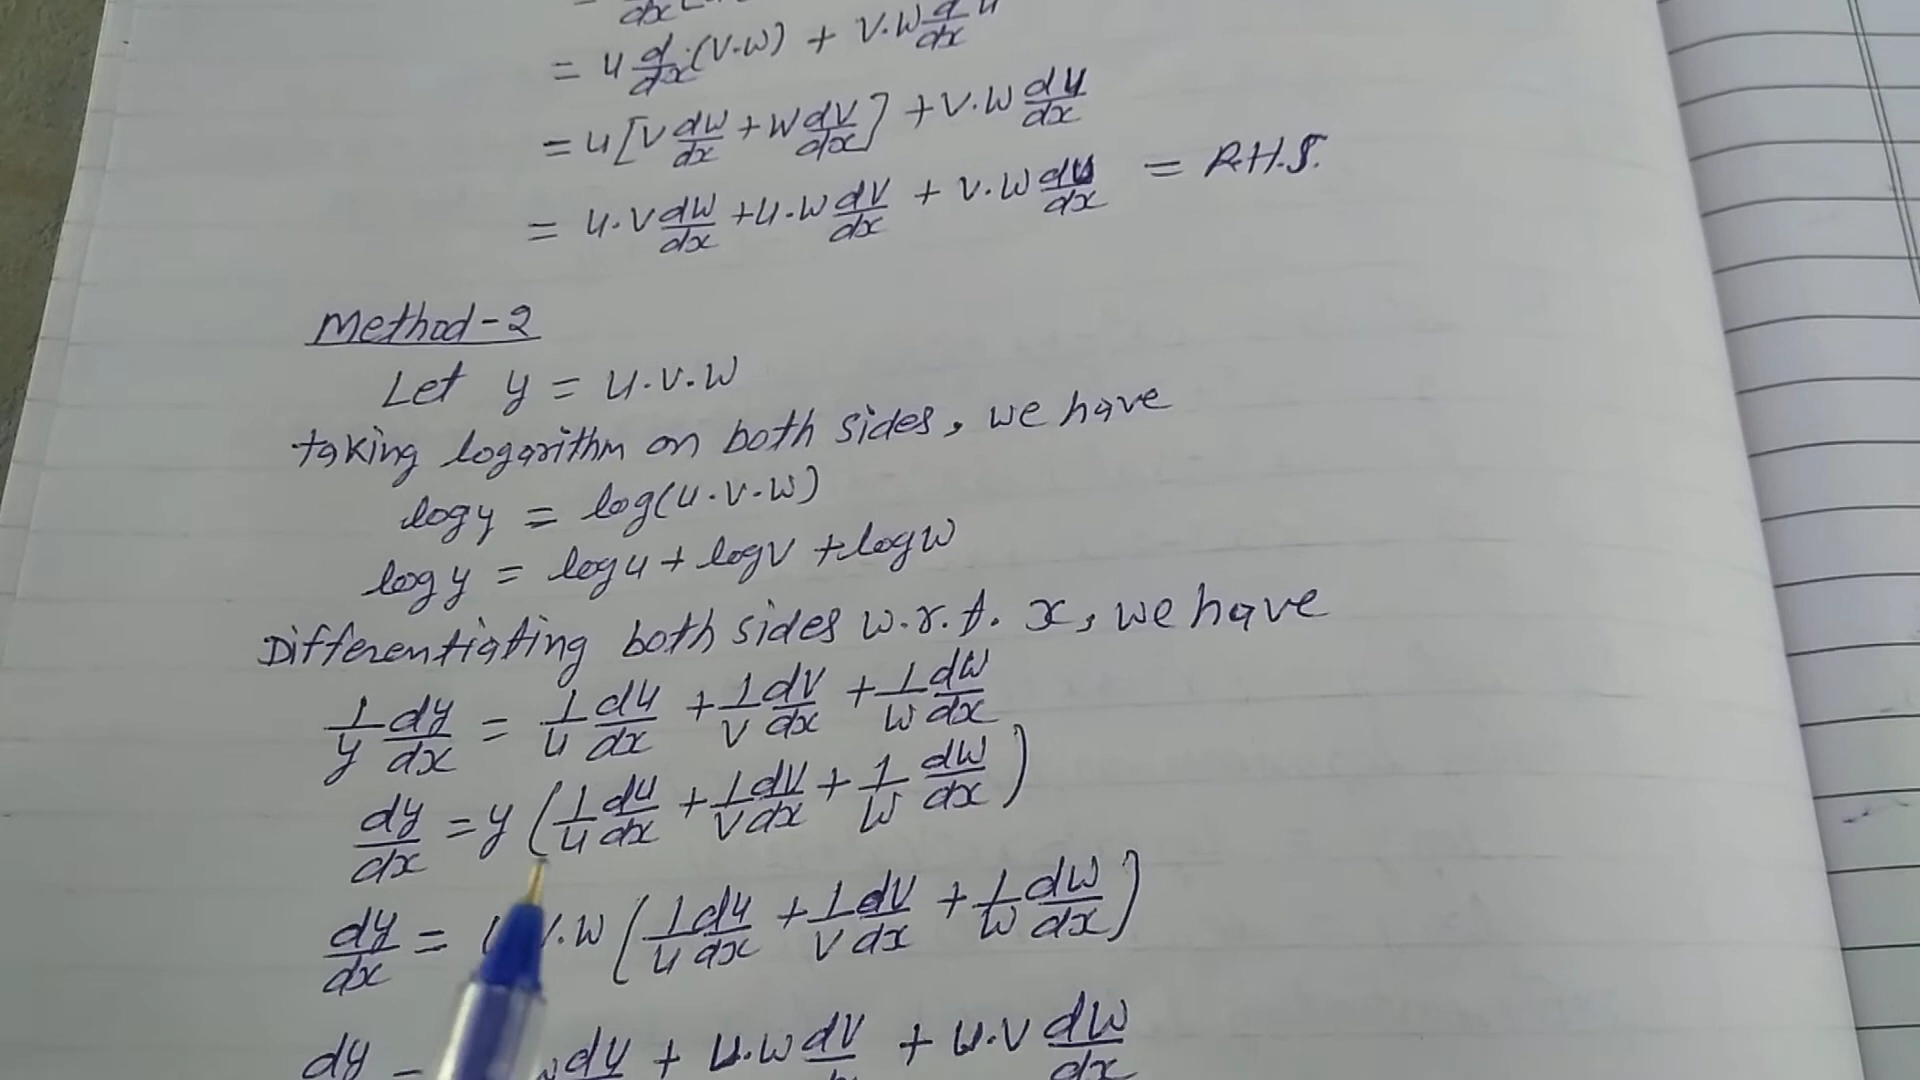 dx
= u d/dx (v.w) + v.w d/dx u
= u [v dw/dx + w dv/dx] + v.w du/dx
= u.v dw/dx + u.w dv/dx + v.w du/dx = R.H.S.
Method-2
Let y = u.v.w
taking logarithm on both sides, we have
log y = log(u.v.w)
log y = log u + log v + log w
Differentiating both sides w.r.t. x, we have
1/y dy/dx = 1/u du/dx + 1/v dv/dx + 1/w dw/dx
dy/dx = y (1/u du/dx + 1/v dv/dx + 1/w dw/dx)
dy/dx = .w (1/u du/dx + 1/v dv/dx + 1/w dw/dx)
dy = du + u.w dv + u.v dw/dx